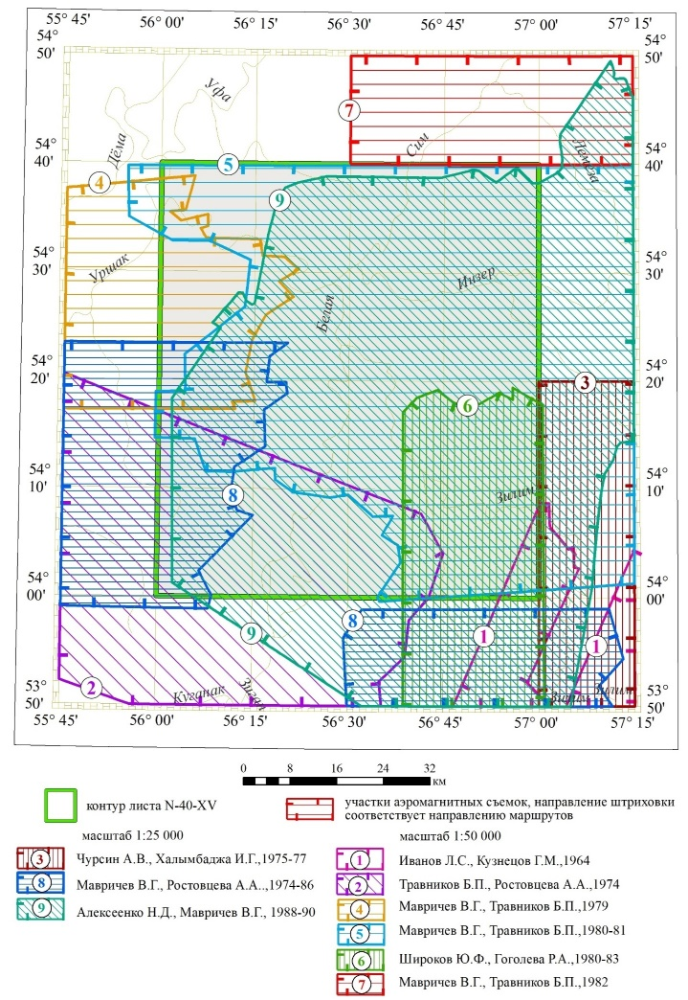 55° 45' 56° 00' 56° 15' 56° 30' 56° 45' 57° 00' 57° 15'
54° 50' 54° 50'
Уфа
7
Дёма Сим Лемеза
54° 40' 54° 40'
5
4
9
54° 30' Уршак Инзер 54° 30'
Белая
54° 20' 54° 20'
3
6
54° 10' 8 Зилим 54° 10'
54° 00' 54° 00'
8
9 1 1
2 Куганак Зиган Зилим Зилим
53° 50' 53° 50'
55° 45' 56° 00' 56° 15' 56° 30' 56° 45' 57° 00' 57° 15'
0 8 16 24 32 км
контур листа N-40-XV
участки аэромагнитных съемок, направление штриховки
соответствует направлению маршрутов
масштаб 1:25 000
3 Чурсин А.В., Халымбаджа И.Г.,1975-77
8 Мавричев В.Г., Ростовцева А.А..,1974-86
9 Алексеенко Н.Д., Мавричев В.Г., 1988-90
масштаб 1:50 000
1 Иванов Л.С., Кузнецов Г.М.,1964
2 Травников Б.П., Ростовцева А.А.,1974
4 Мавричев В.Г., Травников Б.П.,1979
5 Мавричев В.Г., Травников Б.П.,1980-81
6 Широков Ю.Ф., Гоголева Р.А.,1980-83
7 Мавричев В.Г., Травников Б.П.,1982